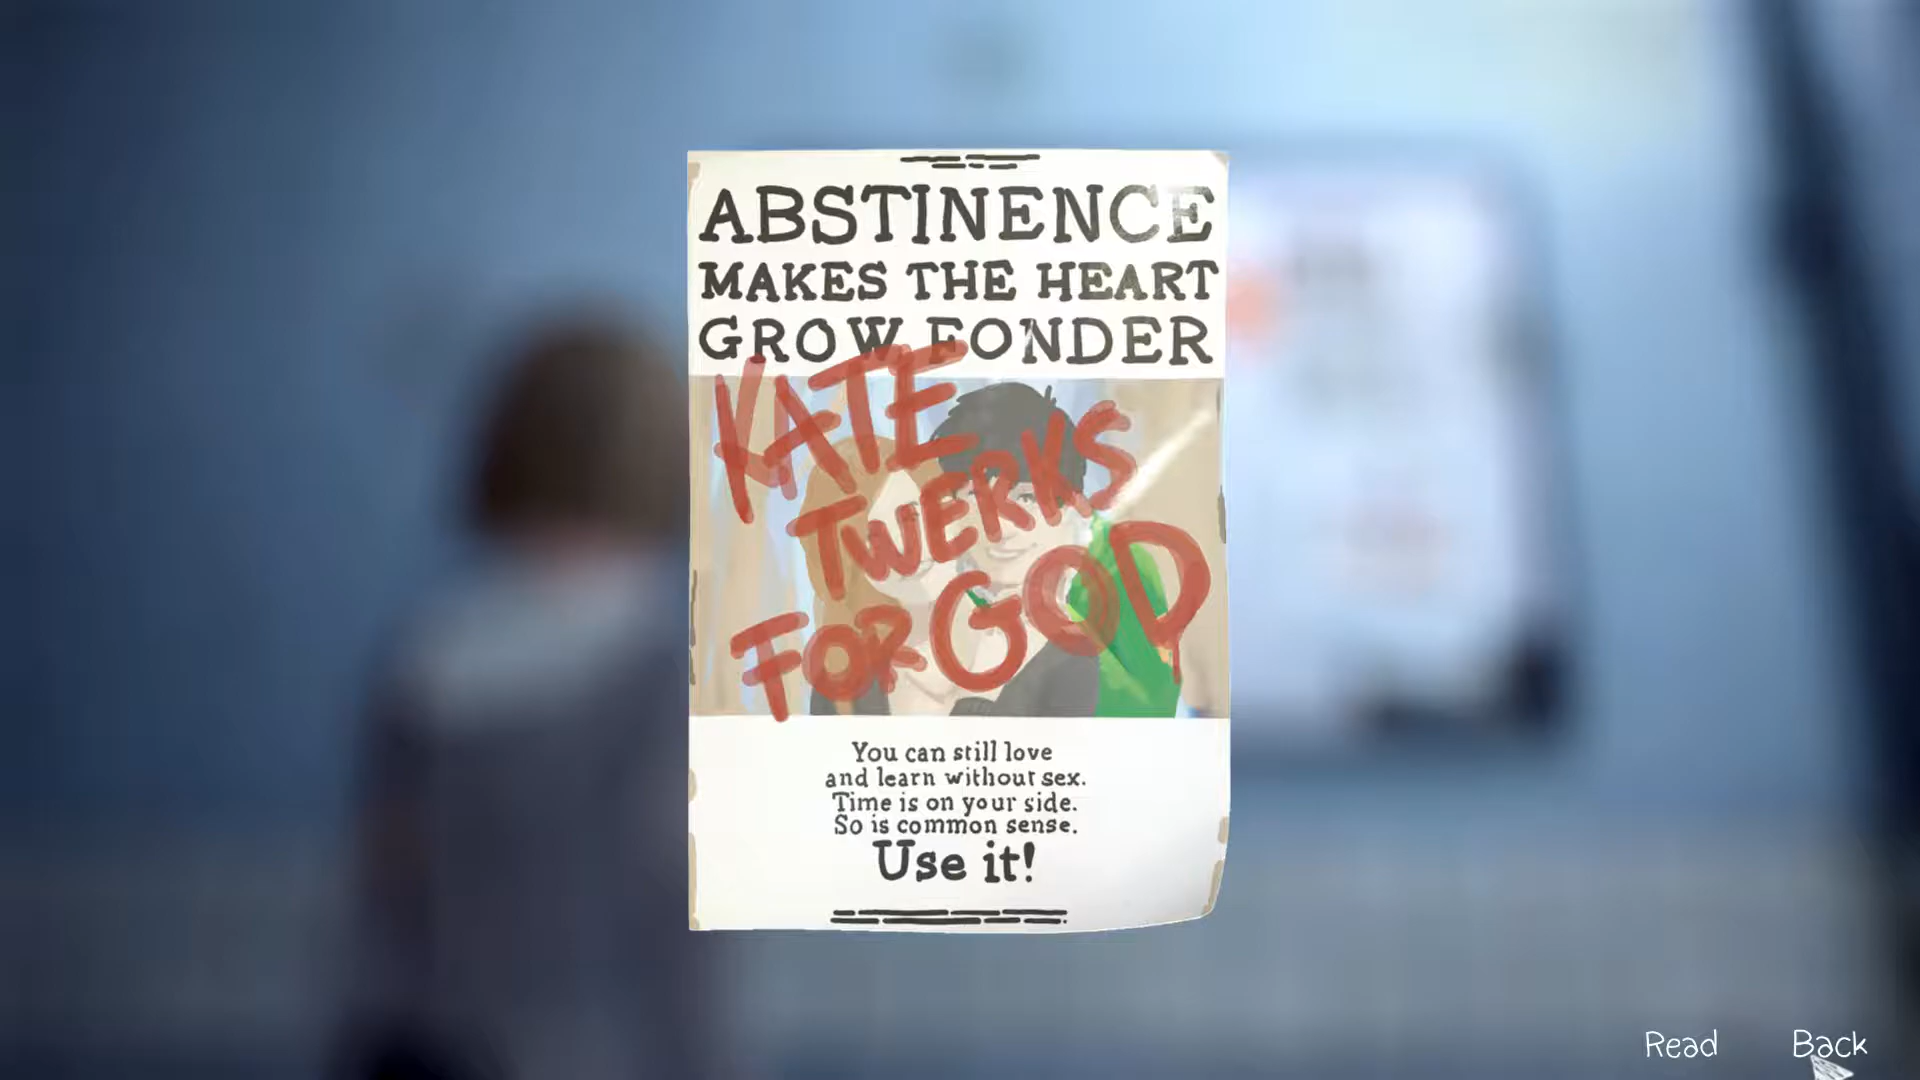 ABSTINENCE
MAKES THE HEART
GROW FONDER
KATE
TWERKS
FOR GOD
You can still love
and learn without sex.
Time is on your side.
So is common sense.
Use it!
Read Back